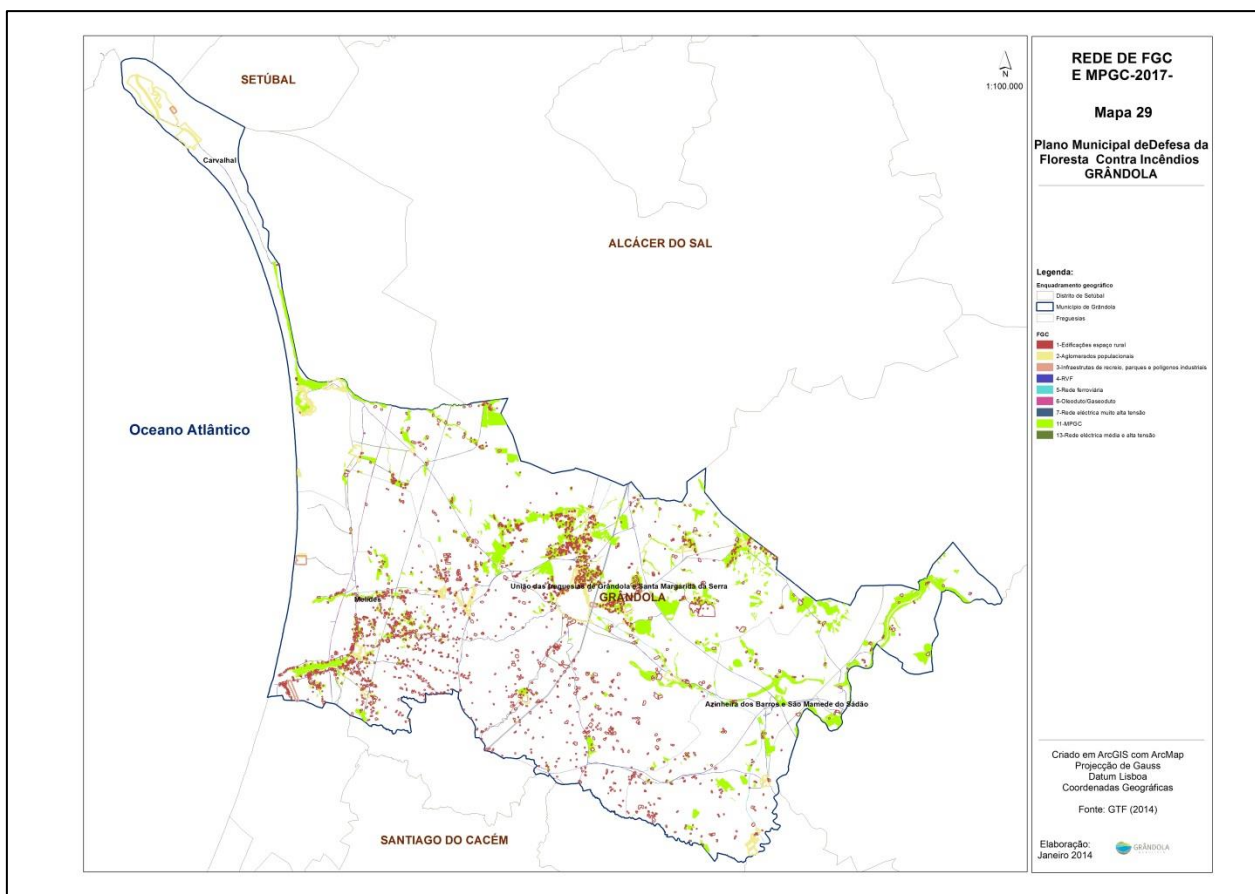 SETÚBAL
N
1:100.000
Carvalhal
ALCÁCER DO SAL
Oceano Atlântico
União das freguesias de Grândola e Santa Margarida da Serra
GRÂNDOLA
Melides
Azinheira dos Barros e São Mamede do Sádão
SANTIAGO DO CACÉM
REDE DE FGC
E MPGC-2017-
Mapa 29
Plano Municipal deDefesa da
Floresta Contra Incêndios
GRÂNDOLA
Legenda:
Enquadramento geográfico
Distrito de Setúbal
Município de Grândola
Freguesias
FGC
1-Edificações espaço rural
2-Aglomerados populacionais
3-Infraestrutas de recreio, parques e polígonos industriais
4-RVF
5-Rede ferroviária
6-Oleoduto/Gaseoduto
7-Rede eléctrica muito alta tensão
11-MPGC
13-Rede eléctrica média e alta tensão
Criado em ArcGIS com ArcMap
Projecção de Gauss
Datum Lisboa
Coordenadas Geográficas
Fonte: GTF (2014)
Elaboração:
Janeiro 2014
GRÂNDOLA